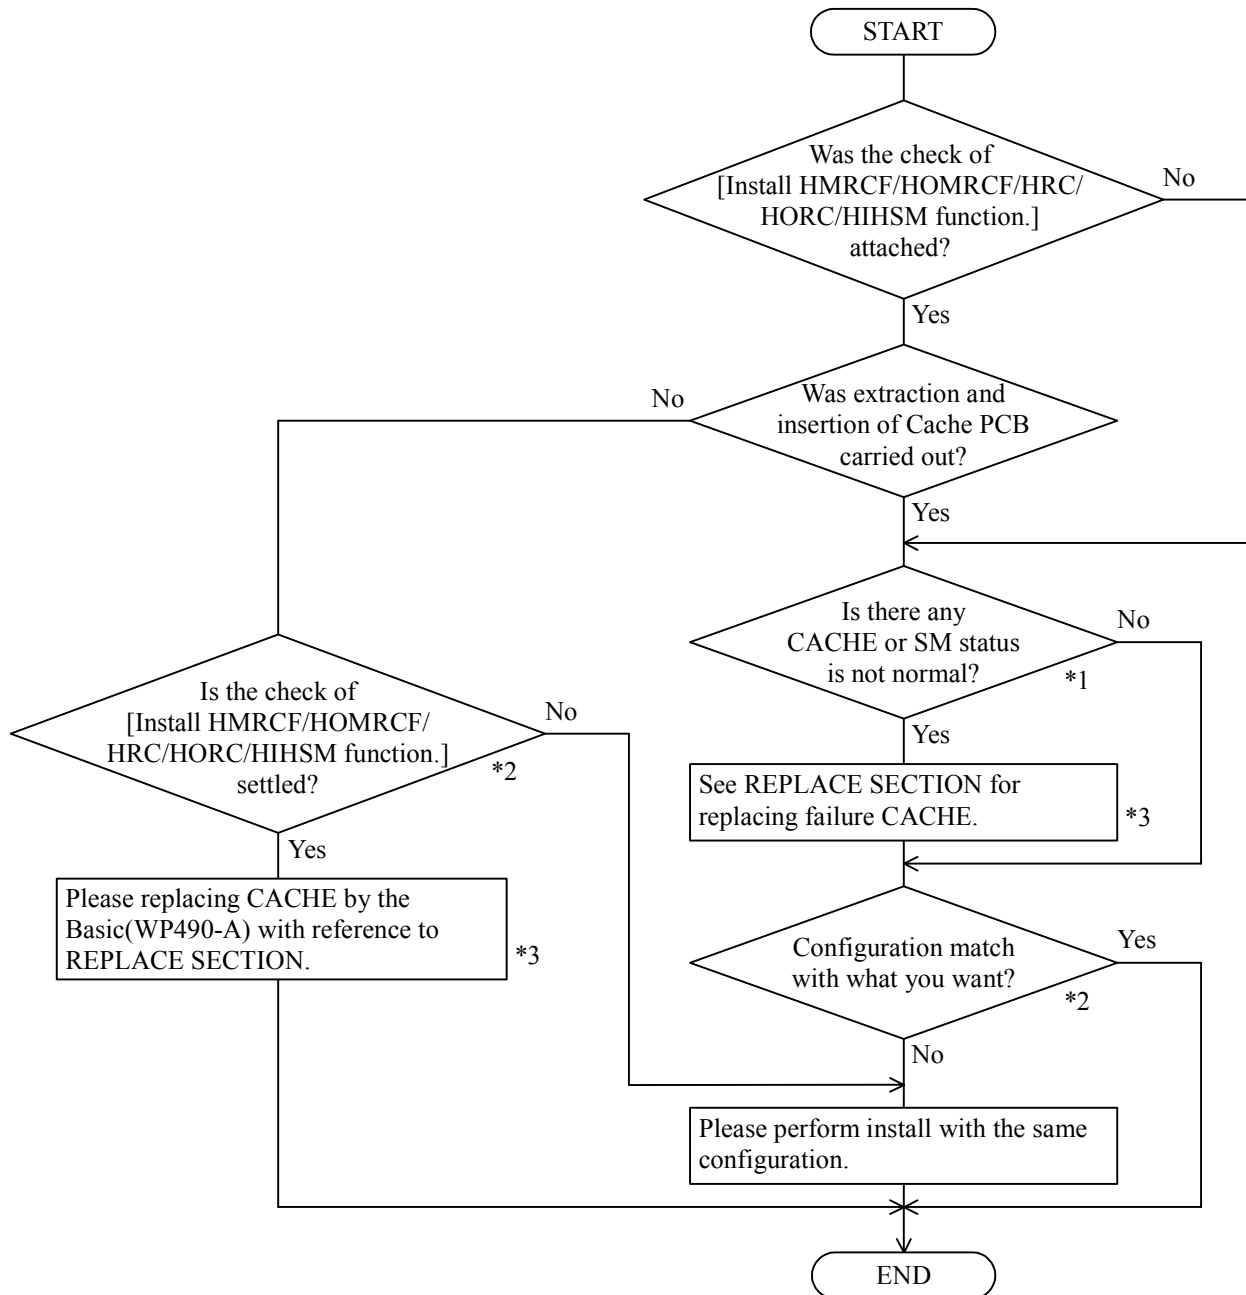 START
Was the check of
[Install HMRCF/HOMRCF/HRC/
HORC/HIHSM function.]
attached?
No
Yes
Was extraction and
insertion of Cache PCB
carried out?
No
Yes
Is there any
CACHE or SM status
is not normal?
No
*1
Yes
Is the check of
[Install HMRCF/HOMRCF/
HRC/HORC/HIHSM function.]
settled?
No
*2
Yes
See REPLACE SECTION for
replacing failure CACHE.
*3
Please replacing CACHE by the
Basic(WP490-A) with reference to
REPLACE SECTION.
*3
Configuration match
with what you want?
Yes
*2
No
Please perform install with the same
configuration.
END